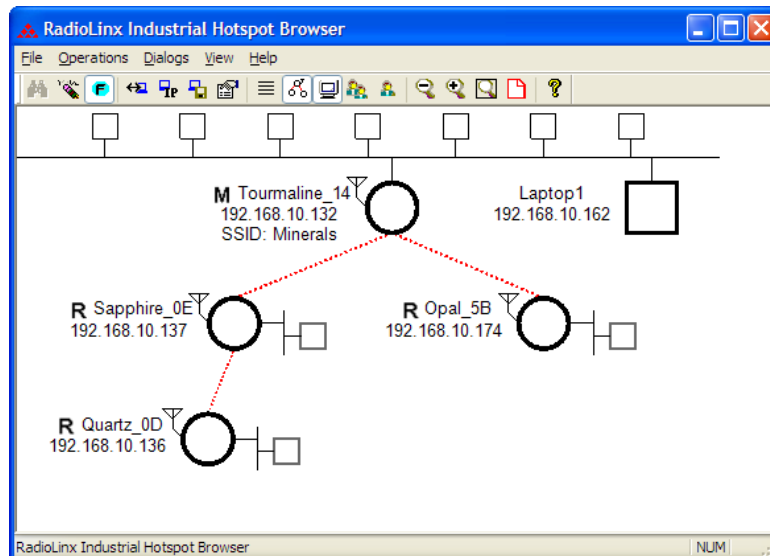 RadioLinx Industrial Hotspot Browser
File Operations Dialogs View Help
F IP ?
M Tourmaline_14
192.168.10.132
SSID: Minerals
Laptop1
192.168.10.162
R Sapphire_0E
192.168.10.137
R Opal_5B
192.168.10.174
R Quartz_0D
192.168.10.136
RadioLinx Industrial Hotspot Browser NUM